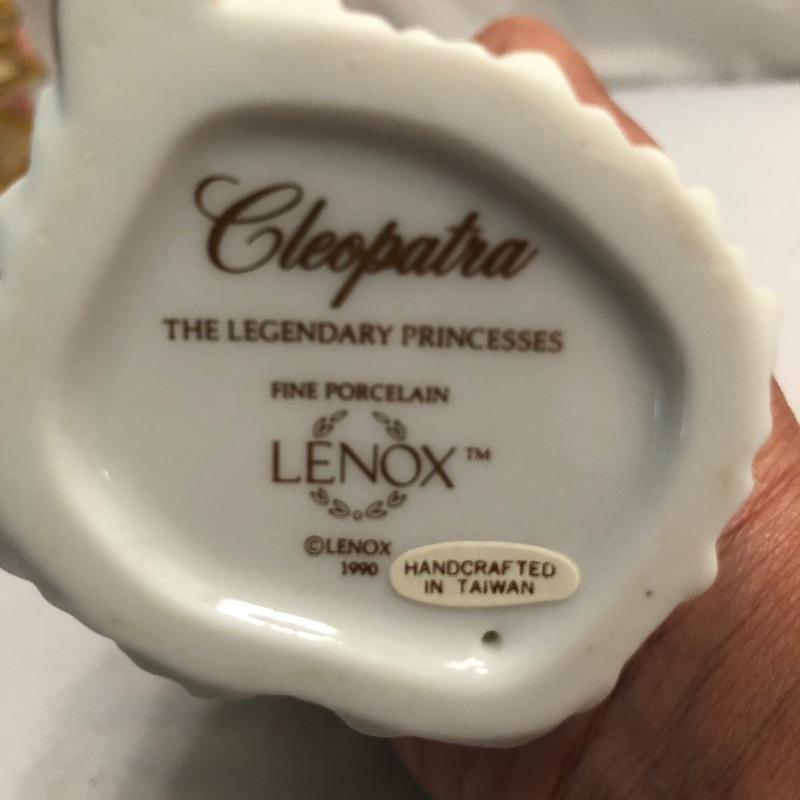 Cleopatra
THE LEGENDARY PRINCESSES
FINE PORCELAIN
LENOX™
©LENOX
1990
HANDCRAFTED
IN TAIWAN